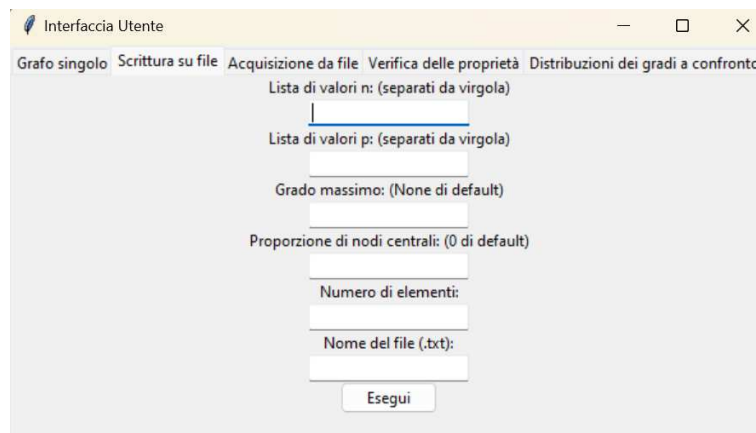 Interfaccia Utente
Grafo singolo Scrittura su file Acquisizione da file Verifica delle proprietà Distribuzioni dei gradi a confronto
Lista di valori n: (separati da virgola)
Lista di valori p: (separati da virgola)
Grado massimo: (None di default)
Proporzione di nodi centrali: (0 di default)
Numero di elementi:
Nome del file (.txt):
Esegui